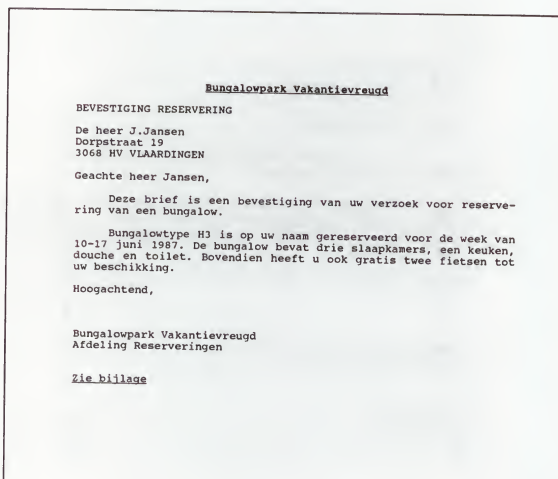 Bungalowpark Vakantievreugd
BEVESTIGING RESERVERING
De heer J.Jansen
Dorpstraat 19
3068 HV VLAARDINGEN
Geachte heer Jansen,
Deze brief is een bevestiging van uw verzoek voor reserve-
ring van een bungalow.
Bungalowtype H3 is op uw naam gereserveerd voor de week van
10-17 juni 1987. De bungalow bevat drie slaapkamers, een keuken,
douche en toilet. Bovendien heeft u ook gratis twee fietsen tot
uw beschikking.
Hoogachtend,
Bungalowpark Vakantievreugd
Afdeling Reserveringen
Zie bijlage